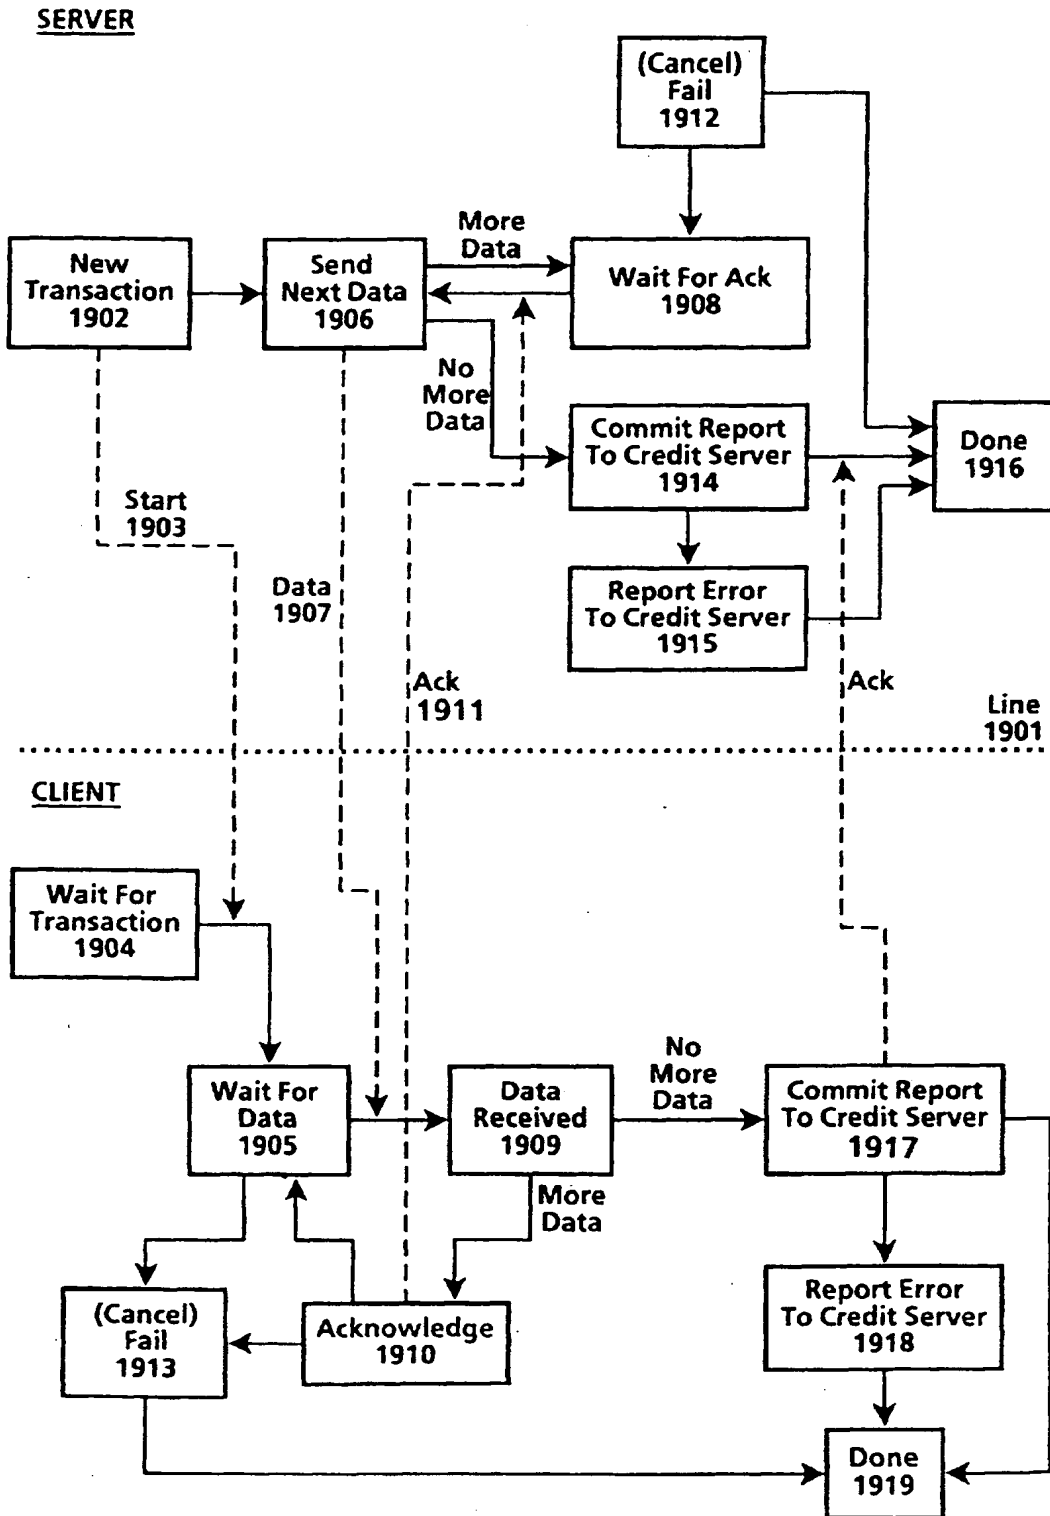 SERVER
(Cancel)
Fail
1912
New
Transaction
1902
Send
Next Data
1906
More
Data
Wait For Ack
1908
No
More
Data
Commit Report
To Credit Server
1914
Done
1916
Start
1903
Data
1907
Report Error
To Credit Server
1915
Ack
1911
Ack
Line
1901
CLIENT
Wait For
Transaction
1904
Wait For
Data
1905
Data
Received
1909
No
More
Data
Commit Report
To Credit Server
1917
More
Data
(Cancel)
Fail
1913
Acknowledge
1910
Report Error
To Credit Server
1918
Done
1919